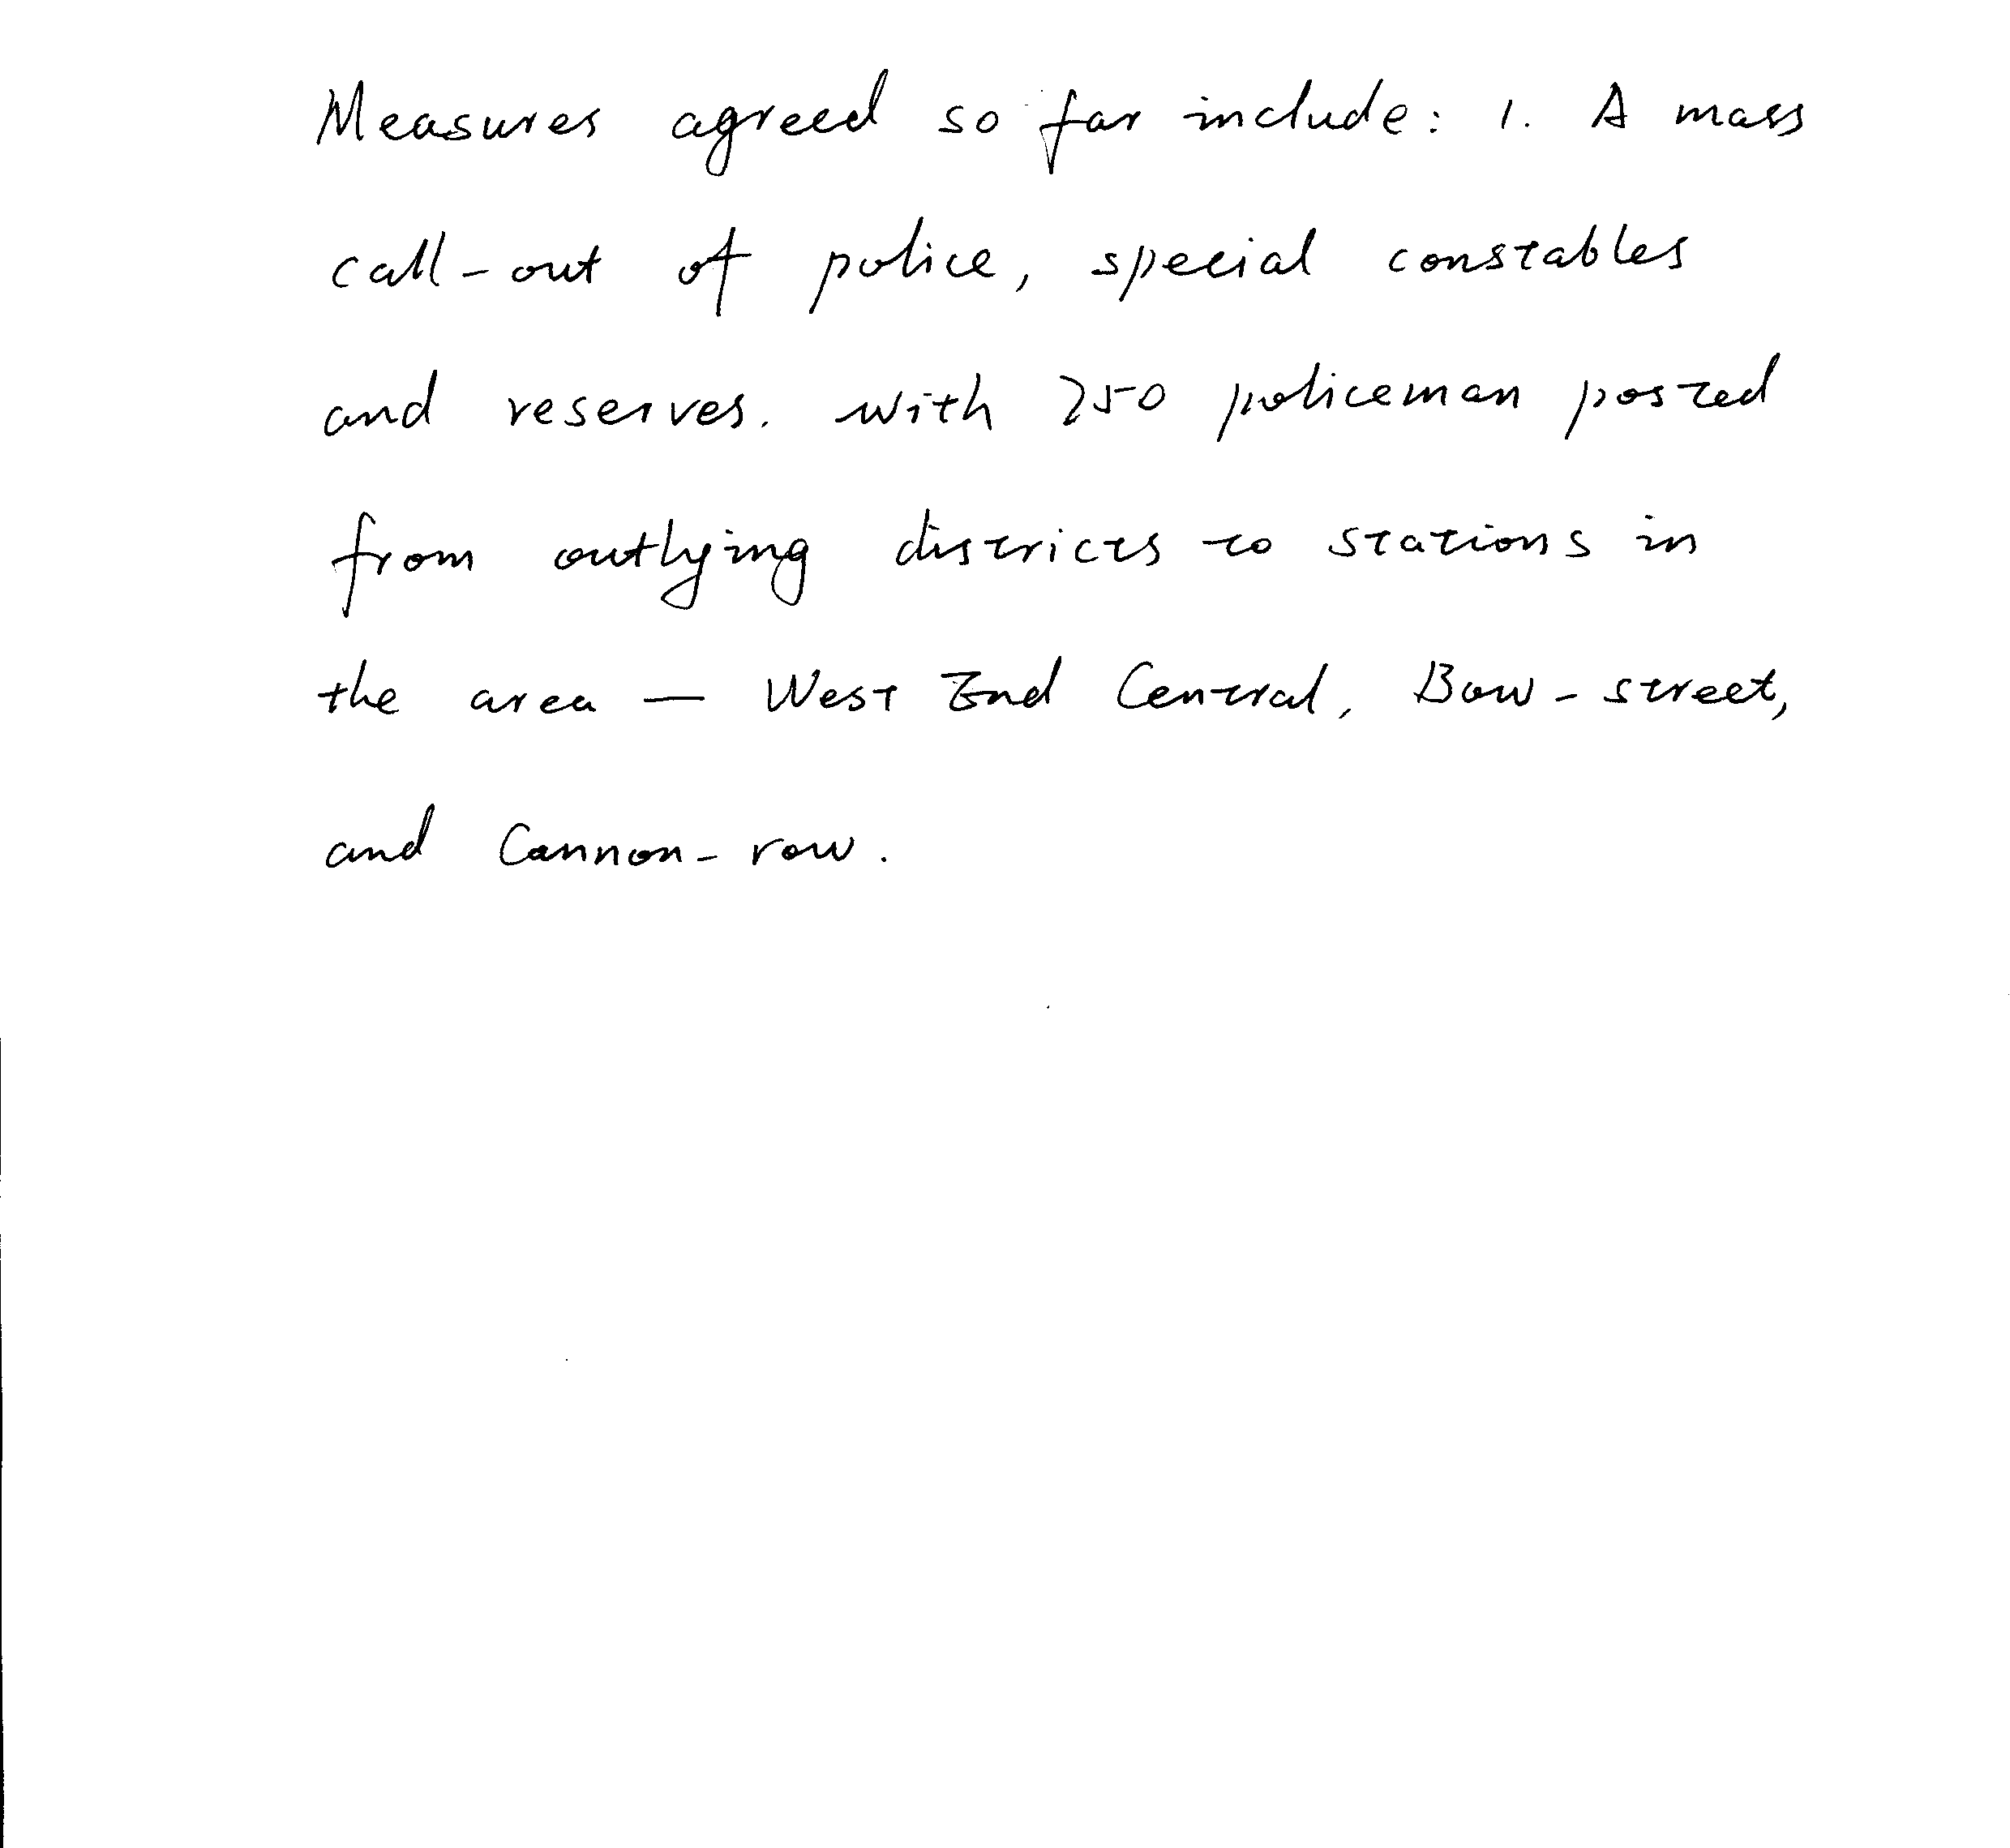 Measures agreed so far include: 1. A mass
call-out of police, special constables
and reserves. with 250 policeman posted
from outlying districts to stations in
the area — West End Central, Bow-street,
and Cannon-row.